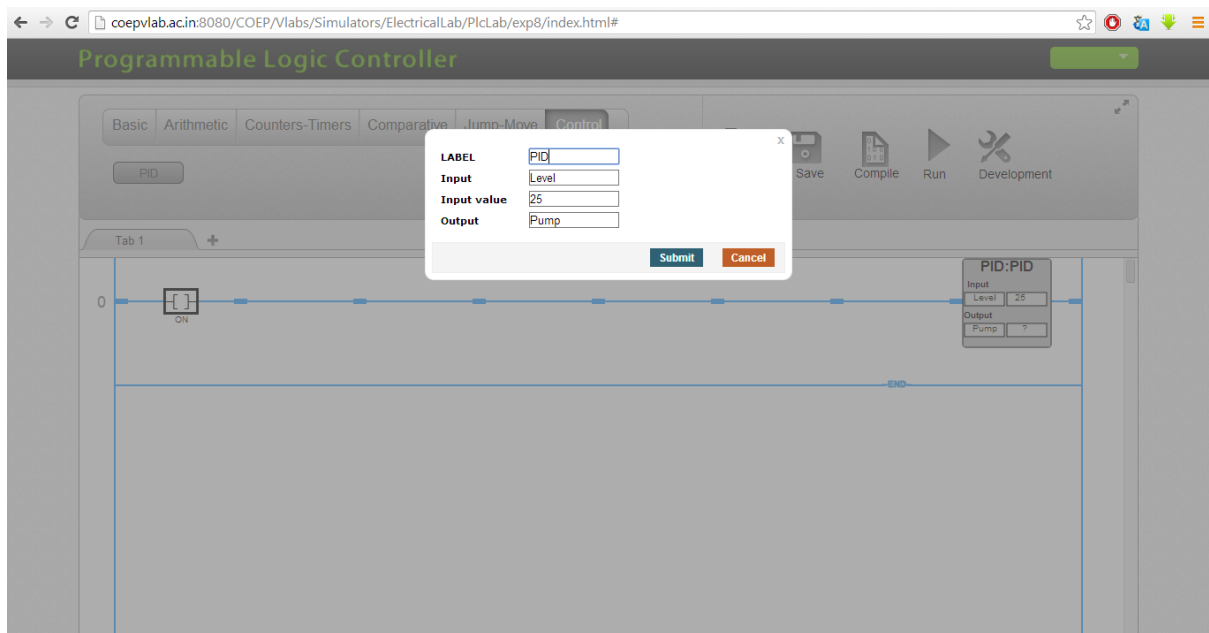 coepvlab.ac.in:8080/COEP/Vlabs/Simulators/ElectricalLab/PlcLab/exp8/index.html#
Programmable Logic Controller
Basic Arithmetic Counters-Timers Comparative Jump-Move Control
PID
Save Compile Run Development
x
LABEL PID
Input Level
Input value 25
Output Pump
Submit Cancel
Tab 1 +
PID:PID
Input
Level 25
Output
Pump ?
0
ON
END